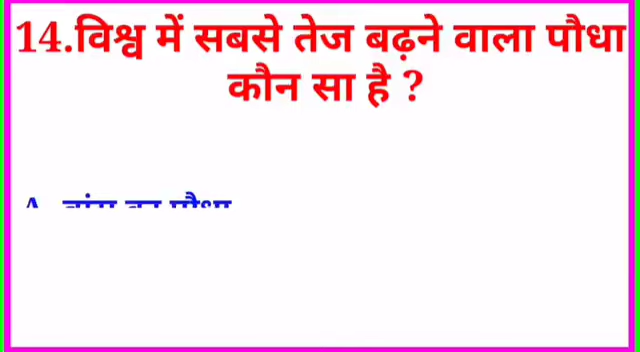 14.विश्व में सबसे तेज बढ़ने वाला पौधा
कौन सा है ?